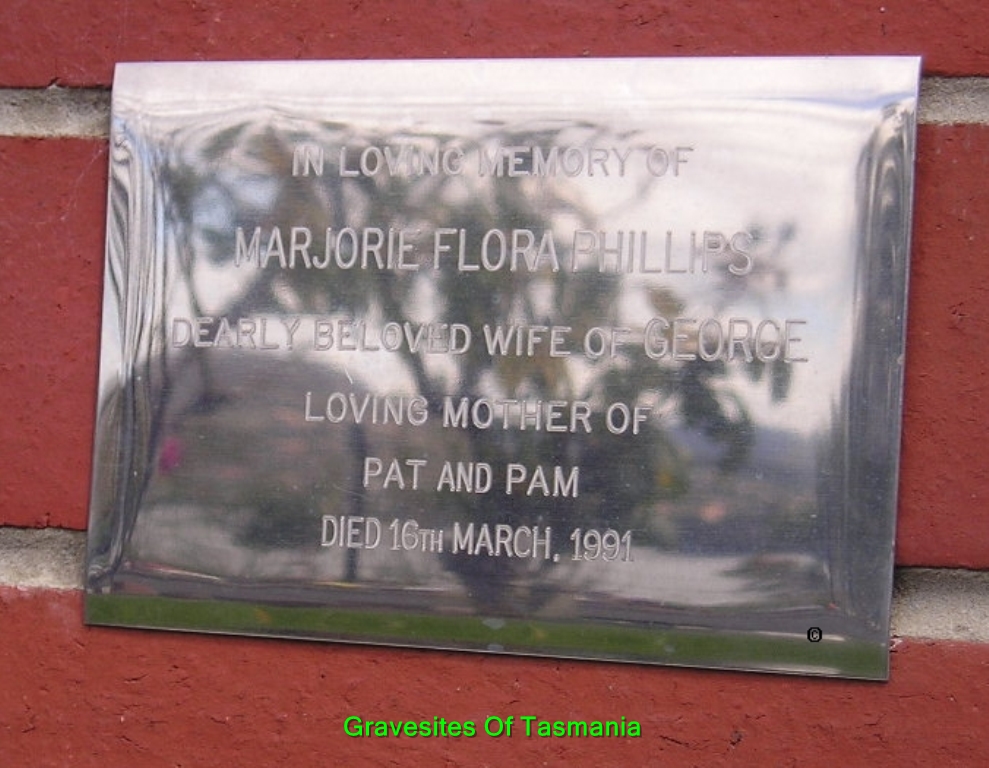 IN LOVING MEMORY OF
MARJORIE FLORA PHILLIPS
DEARLY BELOVED WIFE OF GEORGE
LOVING MOTHER OF
PAT AND PAM
DIED 16TH MARCH, 1991
©
Gravesites Of Tasmania